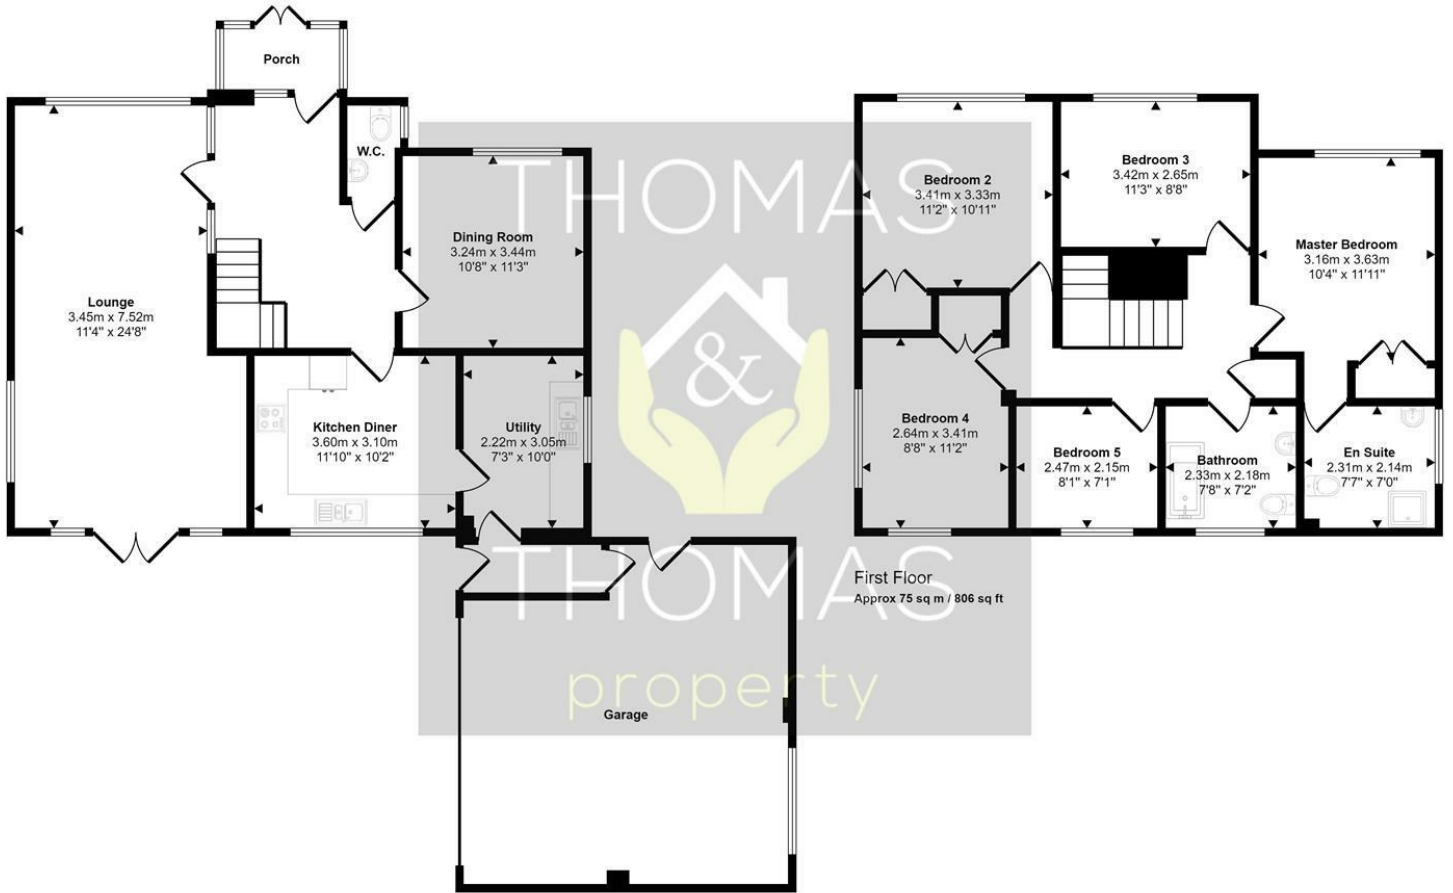 Porch
W.C.
Dining Room
3.24m x 3.44m
10'8" x 11'3"
Lounge
3.45m x 7.52m
11'4" x 24'8"
Kitchen Diner
3.60m x 3.10m
11'10" x 10'2"
Utility
2.22m x 3.05m
7'3" x 10'0"
Garage
Bedroom 2
3.41m x 3.33m
11'2" x 10'11"
Bedroom 3
3.42m x 2.65m
11'3" x 8'8"
Master Bedroom
3.16m x 3.63m
10'4" x 11'11"
Bedroom 4
2.64m x 3.41m
8'8" x 11'2"
Bedroom 5
2.47m x 2.15m
8'1" x 7'1"
Bathroom
2.33m x 2.18m
7'8" x 7'2"
En Suite
2.31m x 2.14m
7'7" x 7'0"
First Floor
Approx 75 sq m / 806 sq ft
THOMAS
&
THOMAS
property